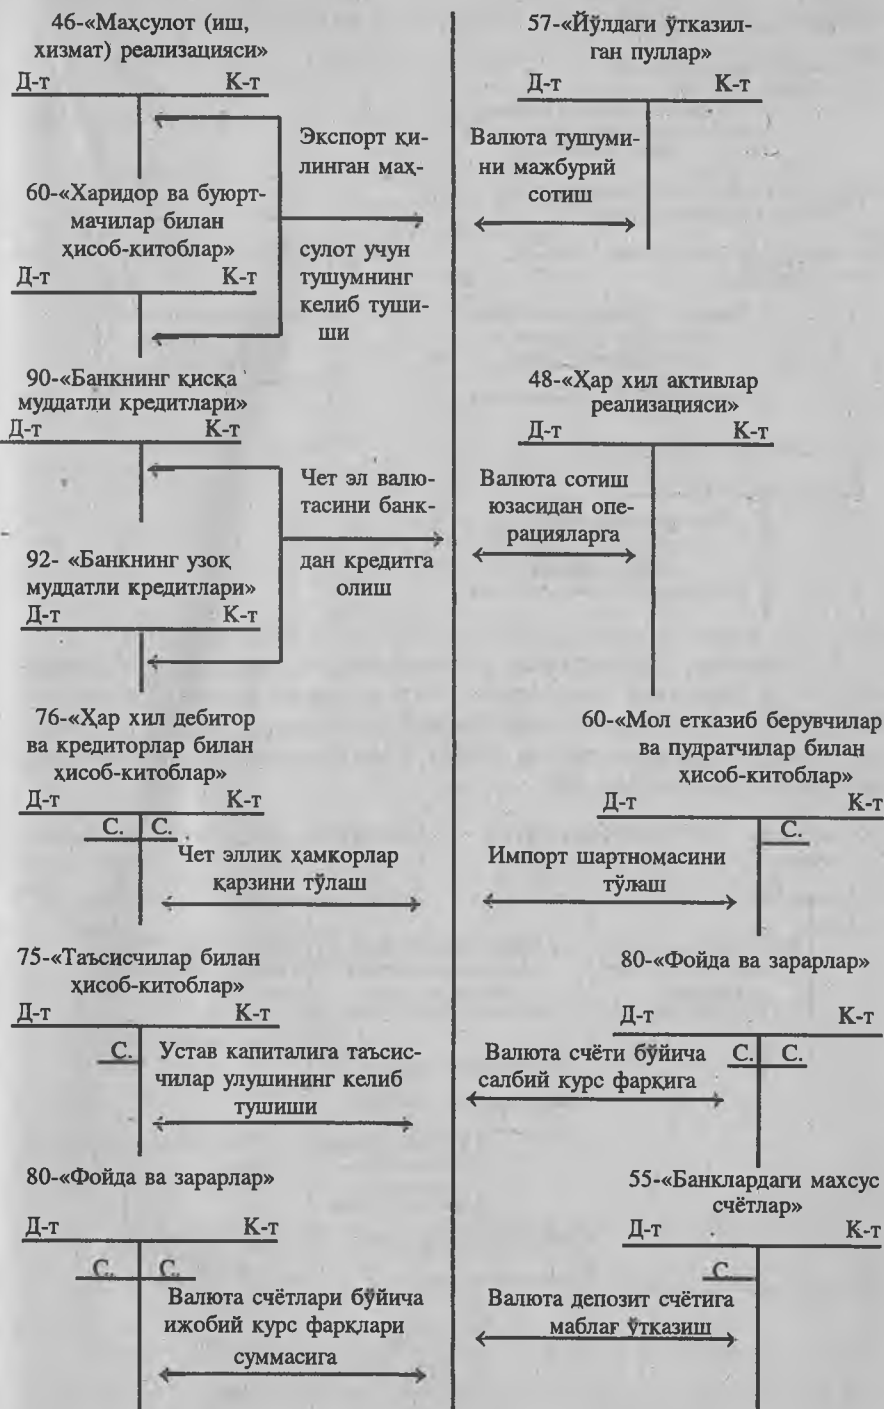 46-«Маҳсулот (иш,
хизмат) реализацияси»
Д-т К-т
Экспорт қи-
линган маҳ-
60-«Харидор ва буюрт-
мачилар билан
ҳисоб-китоблар»
Д-т К-т
сулот учун
тушумнинг
келиб туши-
ши
90-«Банкнинг қисқа
муддатли кредитлари»
Д-т К-т
Чет эл валю-
тасини банк-
92- «Банкнинг узоқ
муддатли кредитлари»
Д-т К-т
дан кредитга
олиш
76-«Ҳар хил дебитор
ва кредиторлар билан
ҳисоб-китоблар»
Д-т К-т
С. С.
Чет эллик ҳамкорлар
қарзини тўлаш
75-«Таъсисчилар билан
ҳисоб-китоблар»
Д-т К-т
С. Устав капиталига таъсис-
чилар улушининг келиб
тушиши
80-«Фойда ва зарарлар»
Д-т К-т
С. С.
Валюта счётлари бўйича
ижобий курс фарқлари
суммасига
57-«Йўлдаги ўтказил-
ган пуллар»
Д-т К-т
Валюта тушуми-
ни мажбурий
сотиш
48-«Ҳар хил активлар
реализацияси»
Д-т К-т
Валюта сотиш
юзасидан опе-
рацияларга
60-«Мол етказиб берувчилар
ва пудратчилар билан
ҳисоб-китоблар»
Д-т К-т
С.
Импорт шартномасини
тўлаш
80-«Фойда ва зарарлар»
Д-т К-т
Валюта счёти бўйича С. С.
салбий курс фарқига
55-«Банклардаги махсус
счётлар»
Д-т К-т
С.
Валюта депозит счётига
маблағ ўтказиш